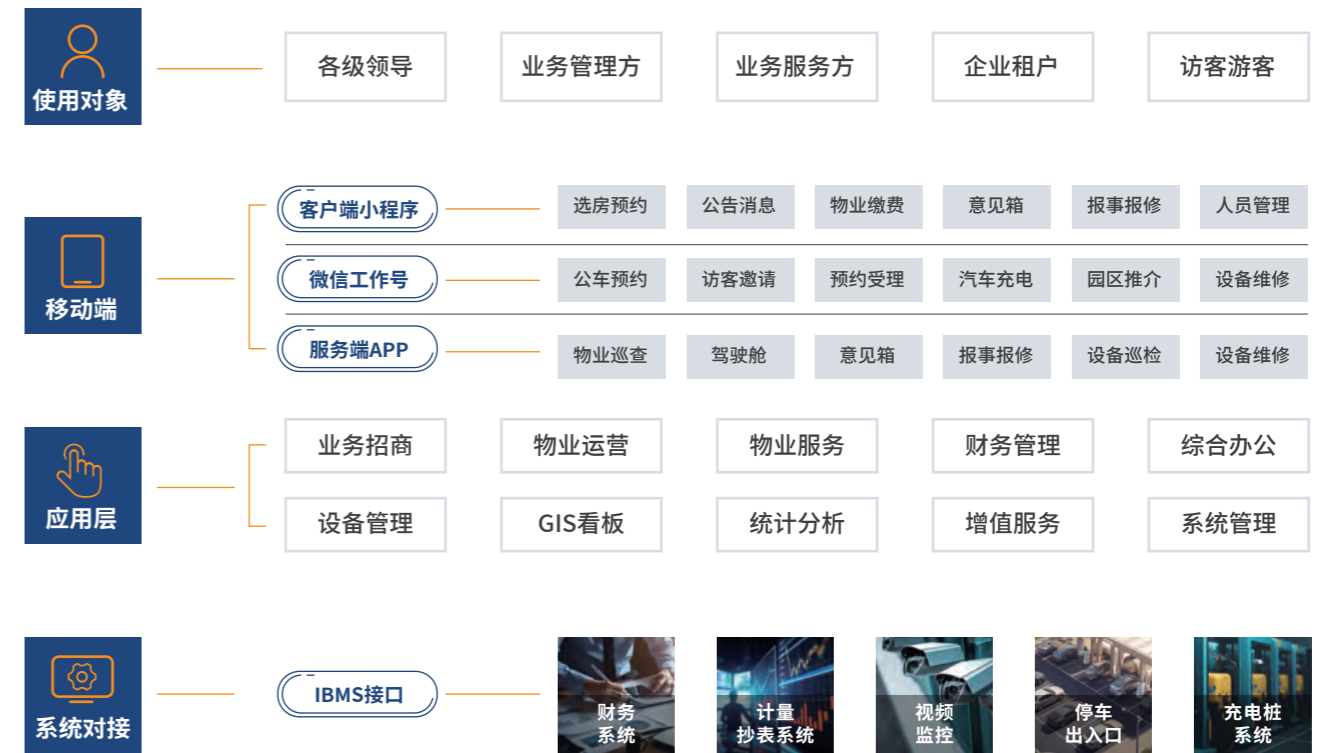 使用对象
各级领导
业务管理方
业务服务方
企业租户
访客游客
移动端
客户端小程序
选房预约
公告消息
物业缴费
意见箱
报事报修
人员管理
微信工作号
公车预约
访客邀请
预约受理
汽车充电
园区推介
设备维修
服务端APP
物业巡查
驾驶舱
意见箱
报事报修
设备巡检
设备维修
应用层
业务招商
物业运营
物业服务
财务管理
综合办公
设备管理
GIS看板
统计分析
增值服务
系统管理
系统对接
IBMS接口
财务
系统
计量
抄表系统
视频
监控
停车
出入口
充电桩
系统